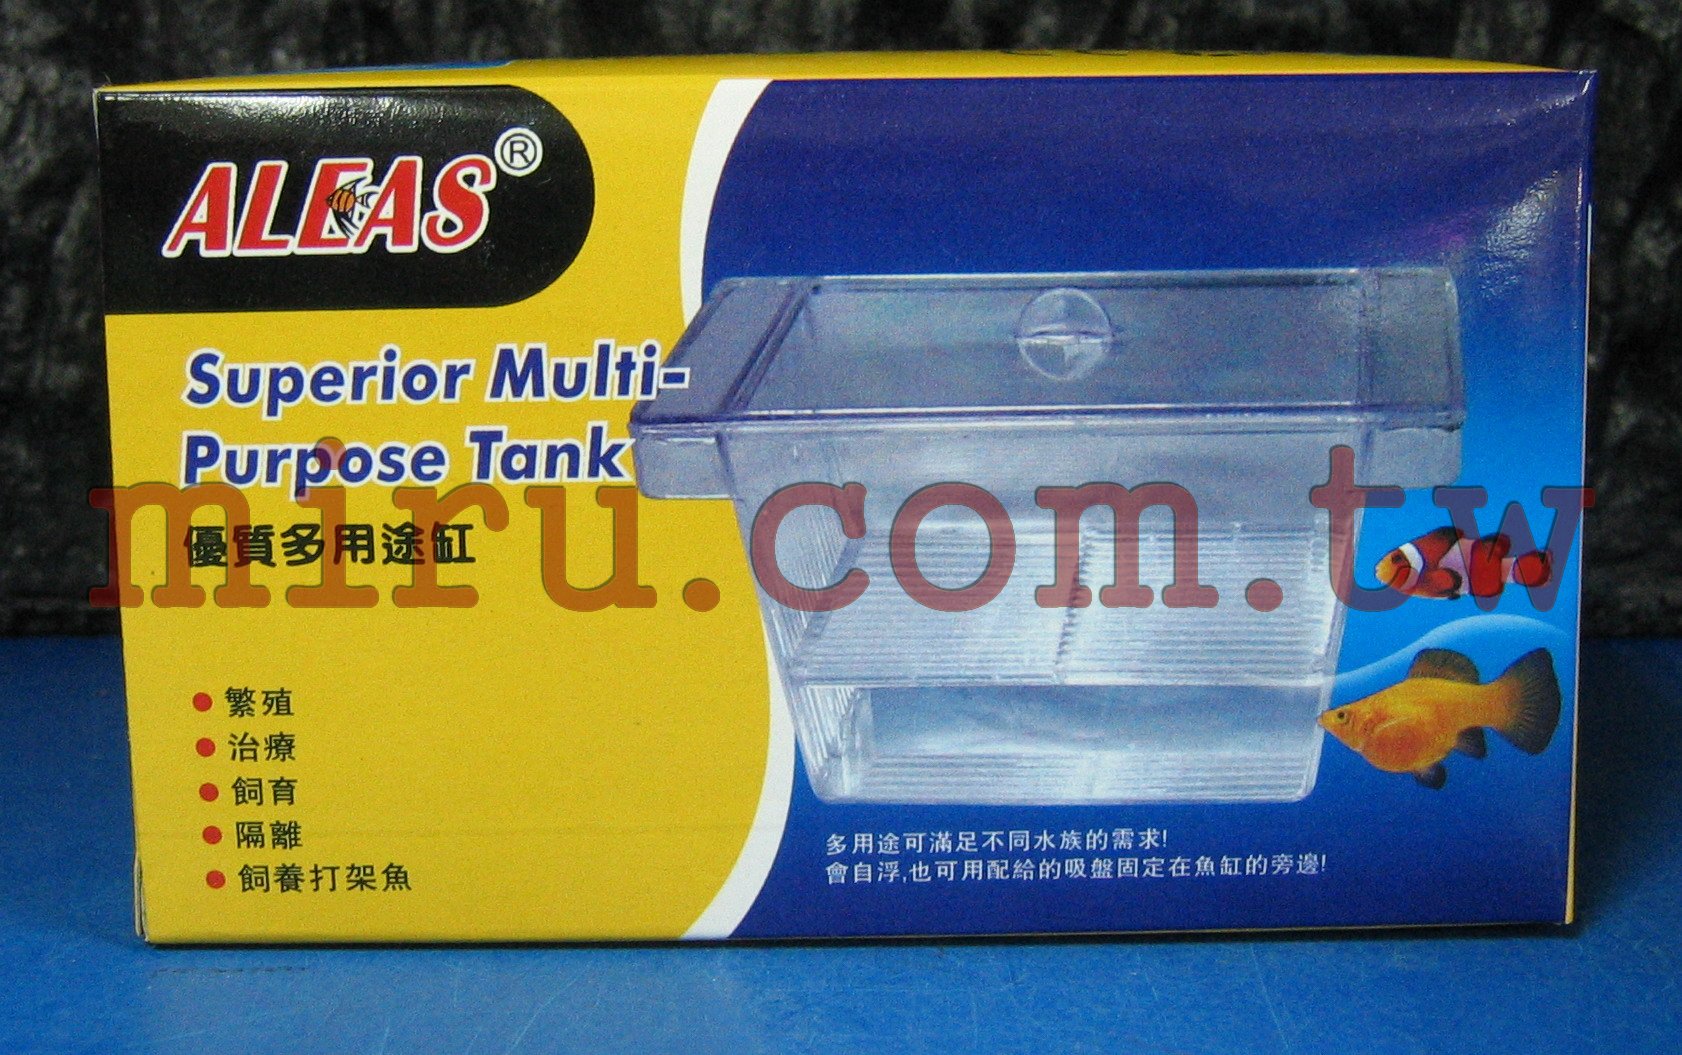 ALEAS®
Superior Multi-
Purpose Tank
優質多用途缸
miru.com.tw
繁殖
治療
飼育
隔離
飼養打架魚
多用途可滿足不同水族的需求!
會自浮,也可用配給的吸盤固定在魚缸的旁邊!